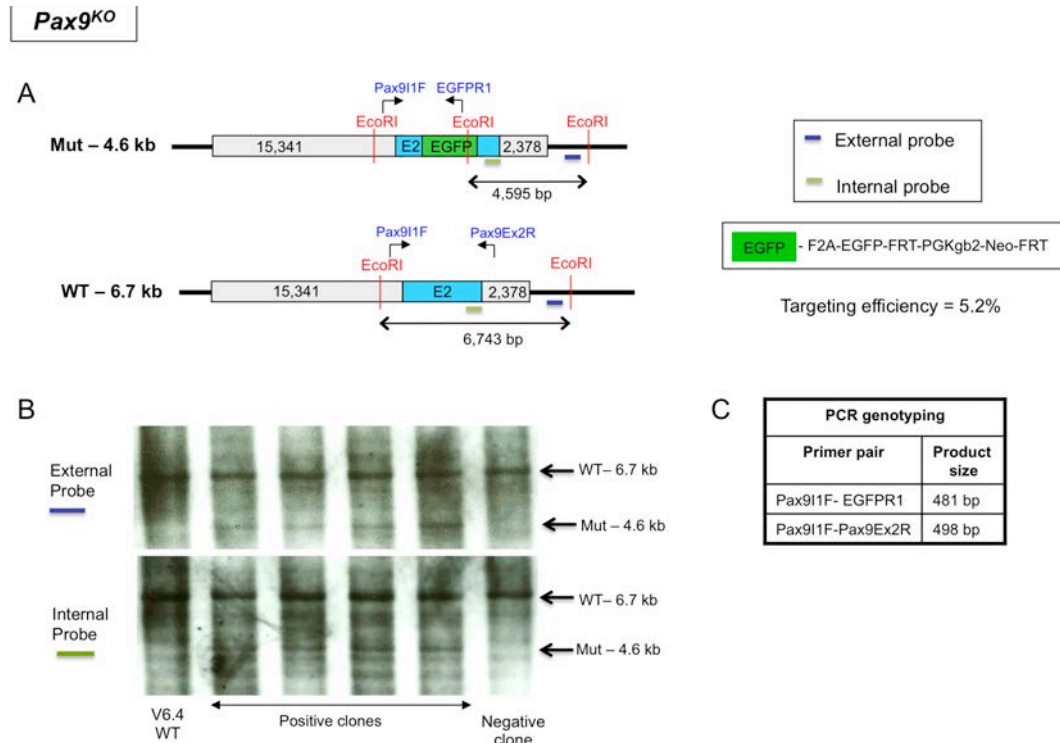 Pax9KO
A
Pax9I1F EGFPR1
EcoRI EcoRI EcoRI
Mut – 4.6 kb
15,341 E2 EGFP 2,378
4,595 bp
Pax9I1F Pax9Ex2R
EcoRI EcoRI
WT – 6.7 kb
15,341 E2 2,378
6,743 bp
External probe
Internal probe
EGFP - F2A-EGFP-FRT-PGKgb2-Neo-FRT
Targeting efficiency = 5.2%
B
External
Probe
WT– 6.7 kb
Mut – 4.6 kb
Internal
Probe
WT– 6.7 kb
Mut – 4.6 kb
V6.4
WT
Positive clones
Negative
clone
C
PCR genotyping
Primer pair Product
size
Pax9I1F- EGFPR1 481 bp
Pax9I1F-Pax9Ex2R 498 bp